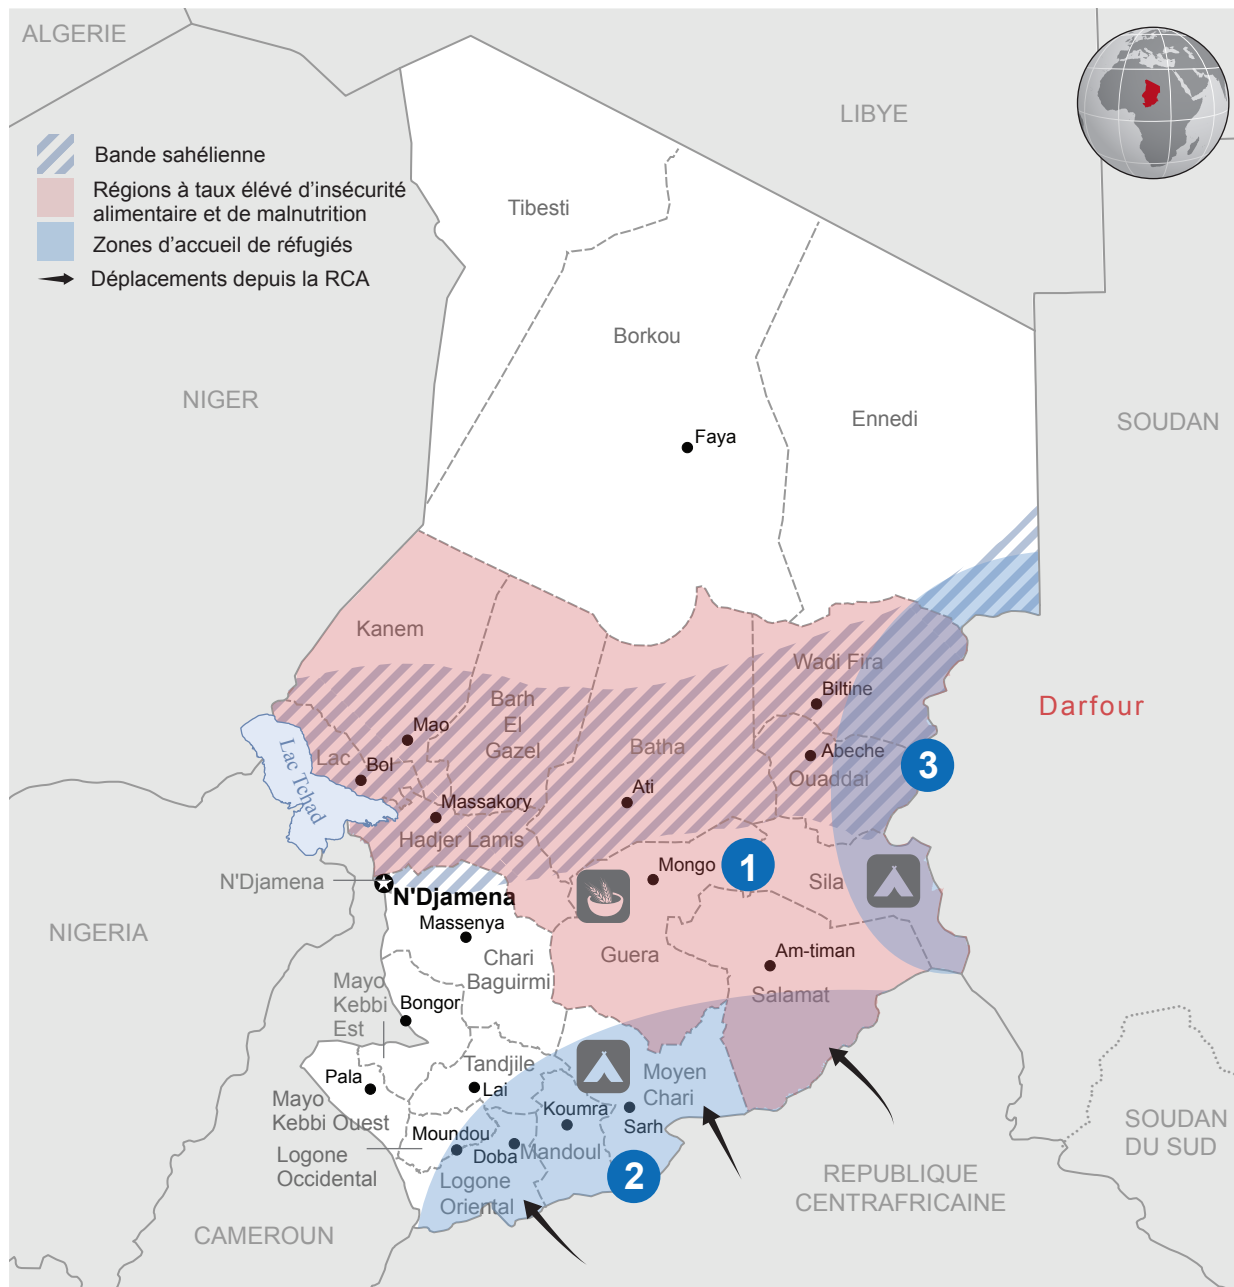 ALGERIE
LIBYE
Bande sahélienne
Régions à taux élevé d'insécurité
alimentaire et de malnutrition
Zones d'accueil de réfugiés
Déplacements depuis la RCA
Tibesti
Borkou
Ennedi
Faya
NIGER
SOUDAN
Kanem
Wadi Fira
Biltine
Barh
El
Gazel
Mao
Darfour
Lac Tchad
Lac
Bol
Batha
Abeche
Ouaddai
3
Ati
Massakory
Hadjer Lamis
Mongo
1
Sila
N'Djamena
N'Djamena
Massenya
NIGERIA
Chari
Baguirmi
Guera
Am-timan
Salamat
Mayo
Kebbi
Est
Bongor
Tandjile
Lai
Moyen
Chari
Pala
Mayo
Kebbi Ouest
Koumra
Sarh
Moundou
Doba
Mandoul
Logone
Occidental
Logone
Oriental
2
SOUDAN
DU SUD
REPUBLIQUE
CENTRAFRICAINE
CAMEROUN